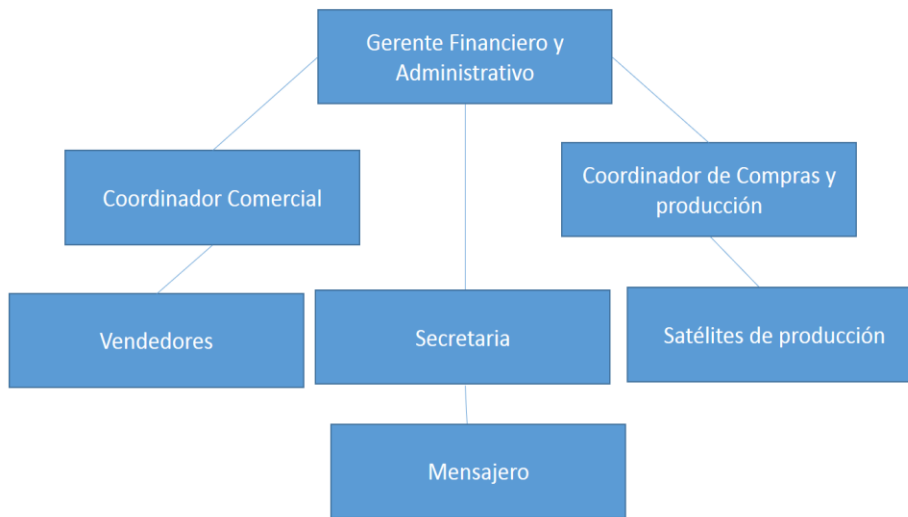 Gerente Financiero y
Administrativo
Coordinador Comercial
Coordinador de Compras y
producción
Vendedores
Secretaria
Satélites de producción
Mensajero